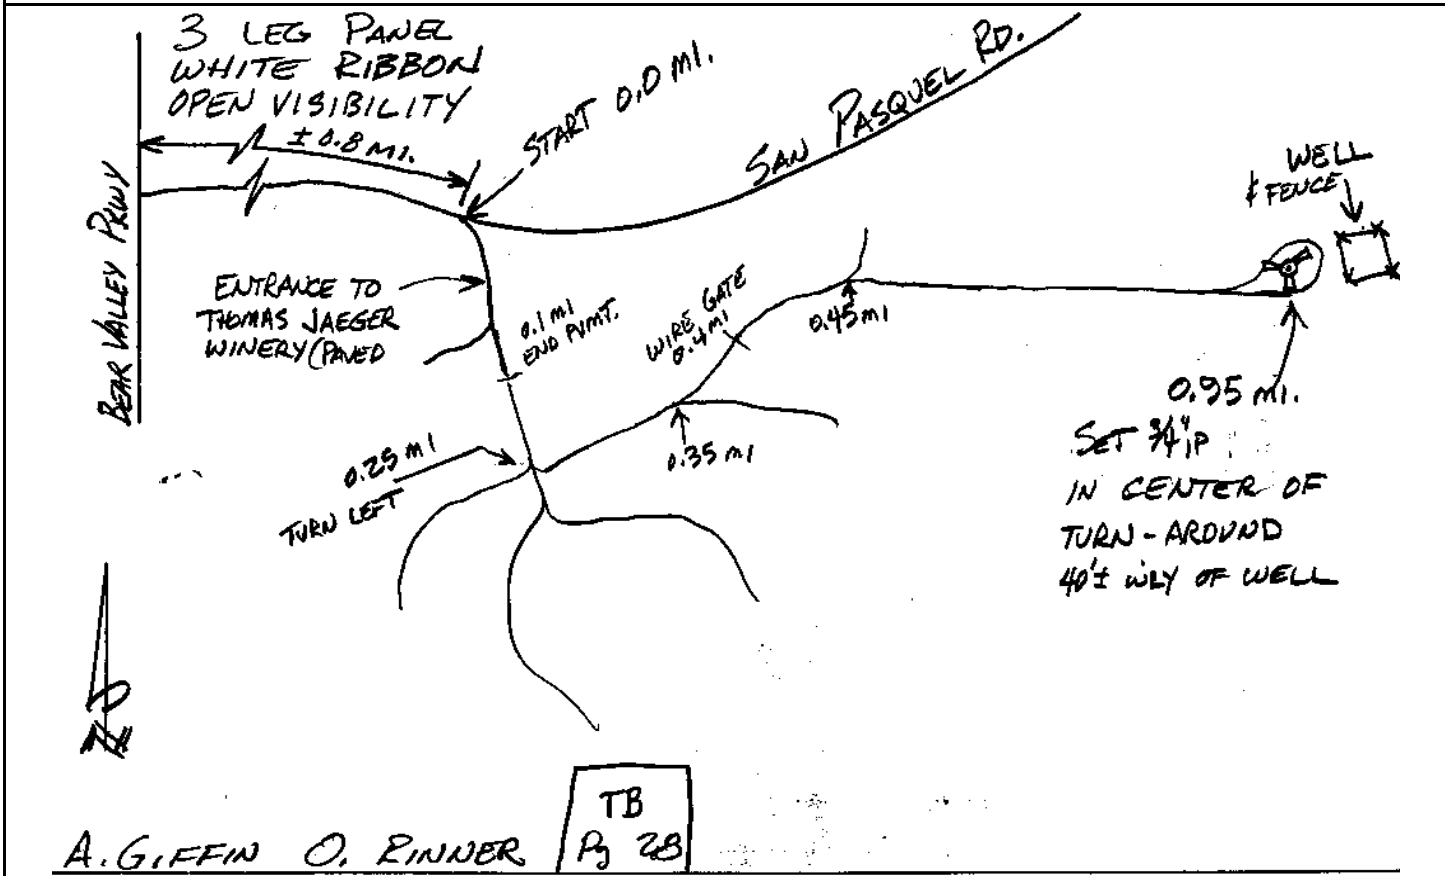 3 LEG PANEL
WHITE RIBBON
OPEN VISIBILITY
± 0.8 MI.
START 0.0 MI.
SAN PASQUEL RD.
BEAR VALLEY PKWY
WELL
& FENCE
ENTRANCE TO
THOMAS JAEGER
WINERY (PAVED
0.1 MI
END PVMT.
WIRE GATE
0.4 MI
0.45 MI
0.95 MI.
0.25 MI
TURN LEFT
0.35 MI
SET 3/4" IP
IN CENTER OF
TURN-AROUND
40'± W'LY OF WELL
N
TB
Pg 28
A. GIFFIN O. RINNER